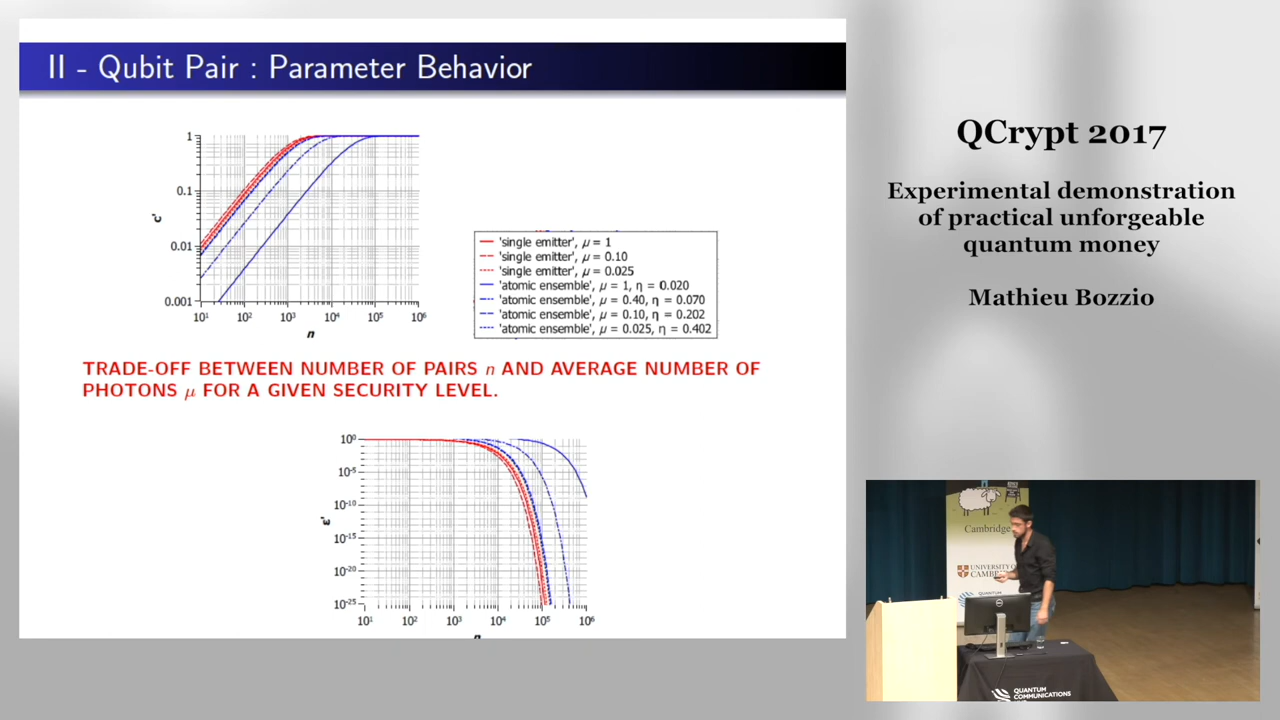 II - Qubit Pair : Parameter Behavior
1
0.1
0.01
0.001
c'
10¹ 10² 10³ 10⁴ 10⁵ 10⁶
n
'single emitter', μ = 1
'single emitter', μ = 0.10
'single emitter', μ = 0.025
'atomic ensemble', μ = 1, η = 0.020
'atomic ensemble', μ = 0.40, η = 0.070
'atomic ensemble', μ = 0.10, η = 0.202
'atomic ensemble', μ = 0.025, η = 0.402
TRADE-OFF BETWEEN NUMBER OF PAIRS n AND AVERAGE NUMBER OF
PHOTONS μ FOR A GIVEN SECURITY LEVEL.
10⁰
10⁻⁵
10⁻¹⁰
10⁻¹⁵
10⁻²⁰
10⁻²⁵
ε'
10¹ 10² 10³ 10⁴ 10⁵ 10⁶
QCrypt 2017
Experimental demonstration
of practical unforgeable
quantum money
Mathieu Bozzio
Cambridge
UNIVERSITY OF
QUANTUM
QUANTUM
COMMUNICATIONS